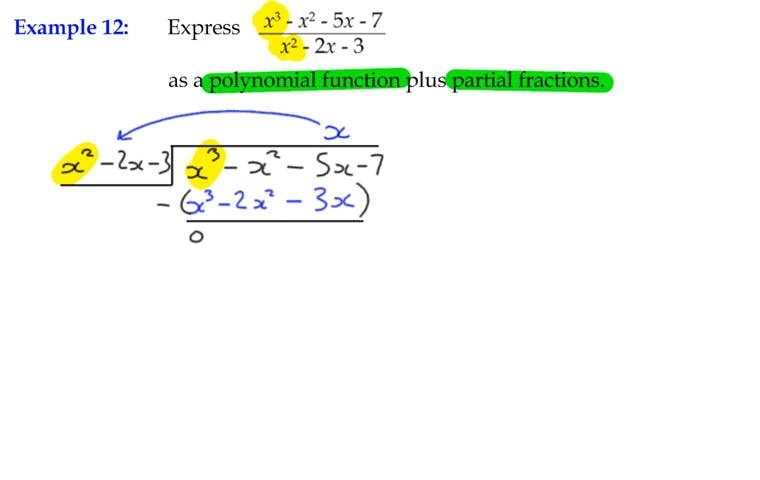 Example 12: Express x³ - x² - 5x - 7 / x² - 2x - 3
as a polynomial function plus partial fractions.
x
x² - 2x - 3 x³ - x² - 5x - 7
- (x³ - 2x² - 3x)
0